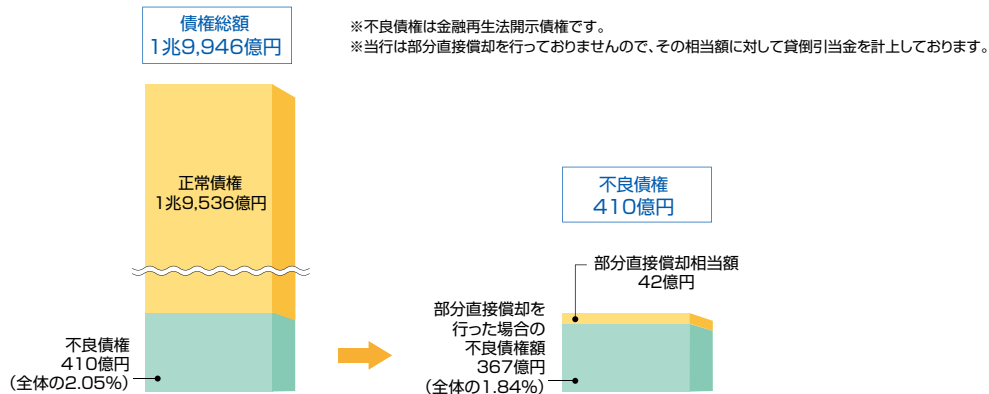 債権総額
1兆9,946億円
※不良債権は金融再生法開示債権です。
※当行は部分直接償却を行っておりませんので、その相当額に対して貸倒引当金を計上しております。
正常債権
1兆9,536億円
不良債権
410億円
(全体の2.05%)
不良債権
410億円
部分直接償却相当額
42億円
部分直接償却を
行った場合の
不良債権額
367億円
(全体の1.84%)